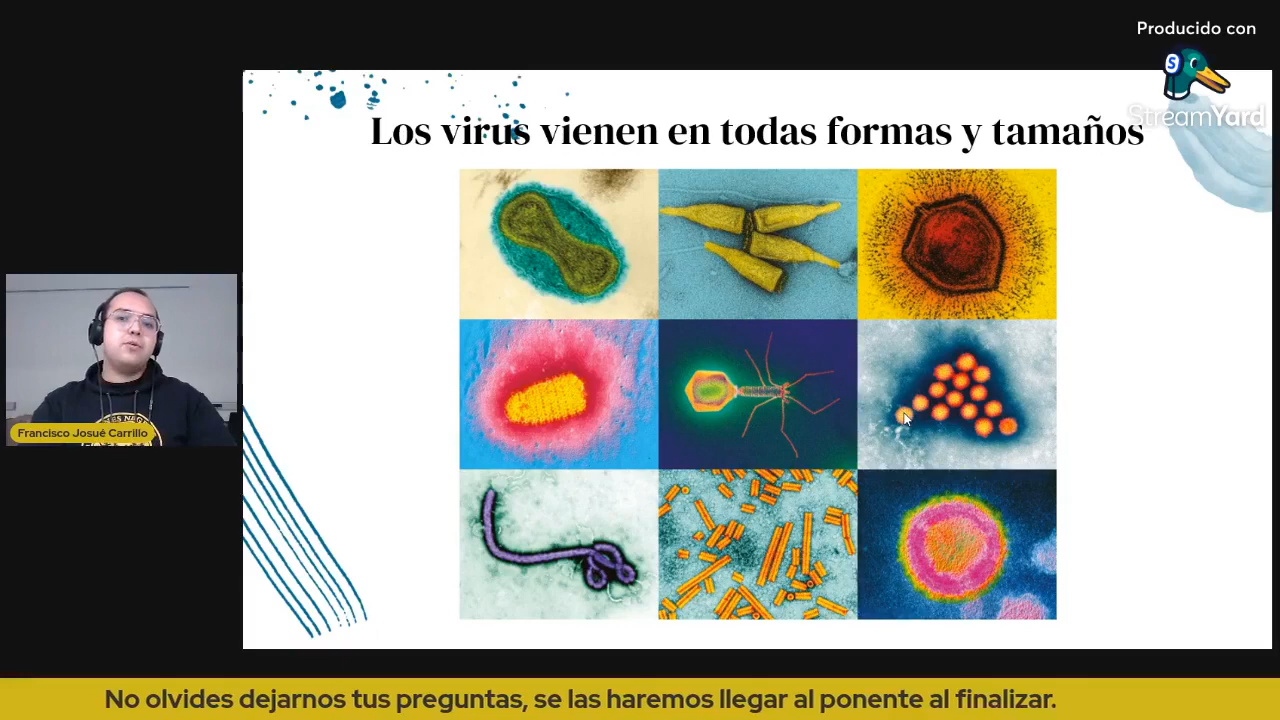 Producido con
StreamYard
Los virus vienen en todas formas y tamaños
Francisco Josué Carrillo
No olvides dejarnos tus preguntas, se las haremos llegar al ponente al finalizar.